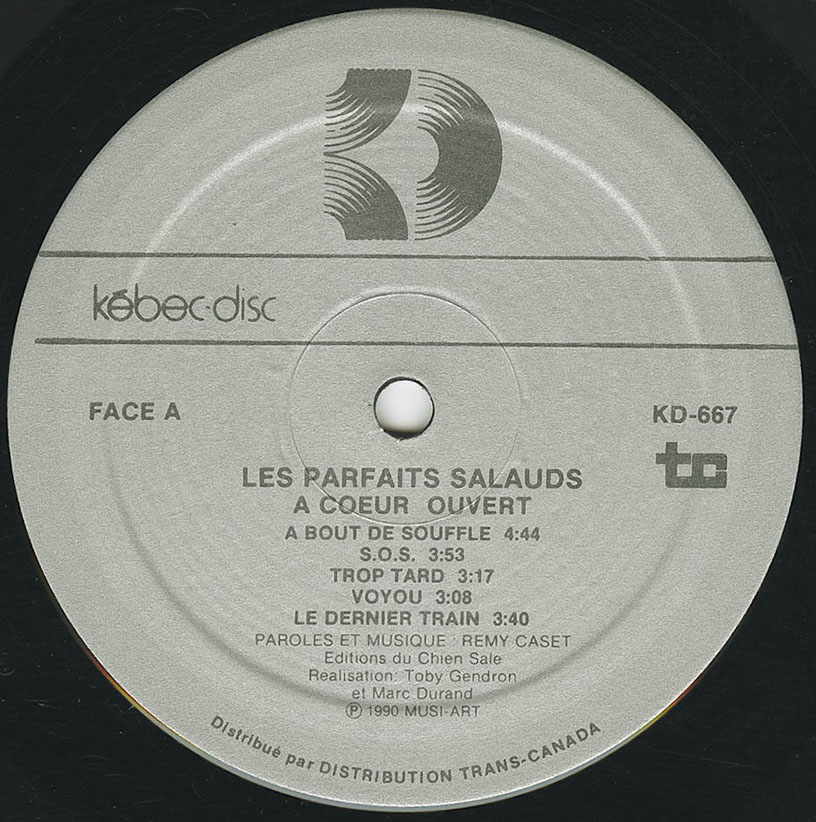 KD
kébec-disc
FACE A
KD-667
tc
LES PARFAITS SALAUDS
A COEUR OUVERT
A BOUT DE SOUFFLE 4:44
S.O.S. 3:53
TROP TARD 3:17
VOYOU 3:08
LE DERNIER TRAIN 3:40
PAROLES ET MUSIQUE : REMY CASET
Editions du Chien Sale
Realisation: Toby Gendron
et Marc Durand
℗ 1990 MUSI-ART
Distribué par DISTRIBUTION TRANS-CANADA